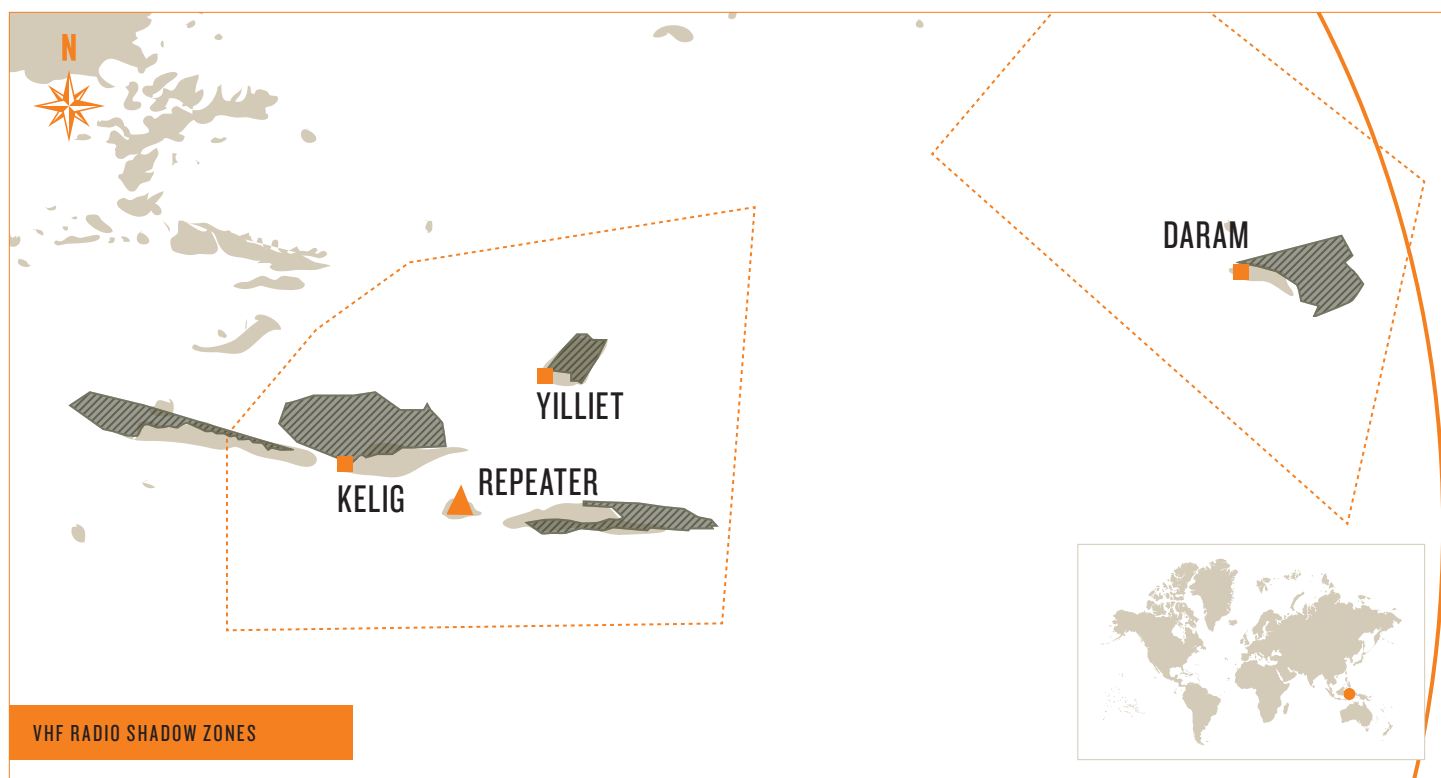 N
DARAM
YILLIET
REPEATER
KELIG
VHF RADIO SHADOW ZONES